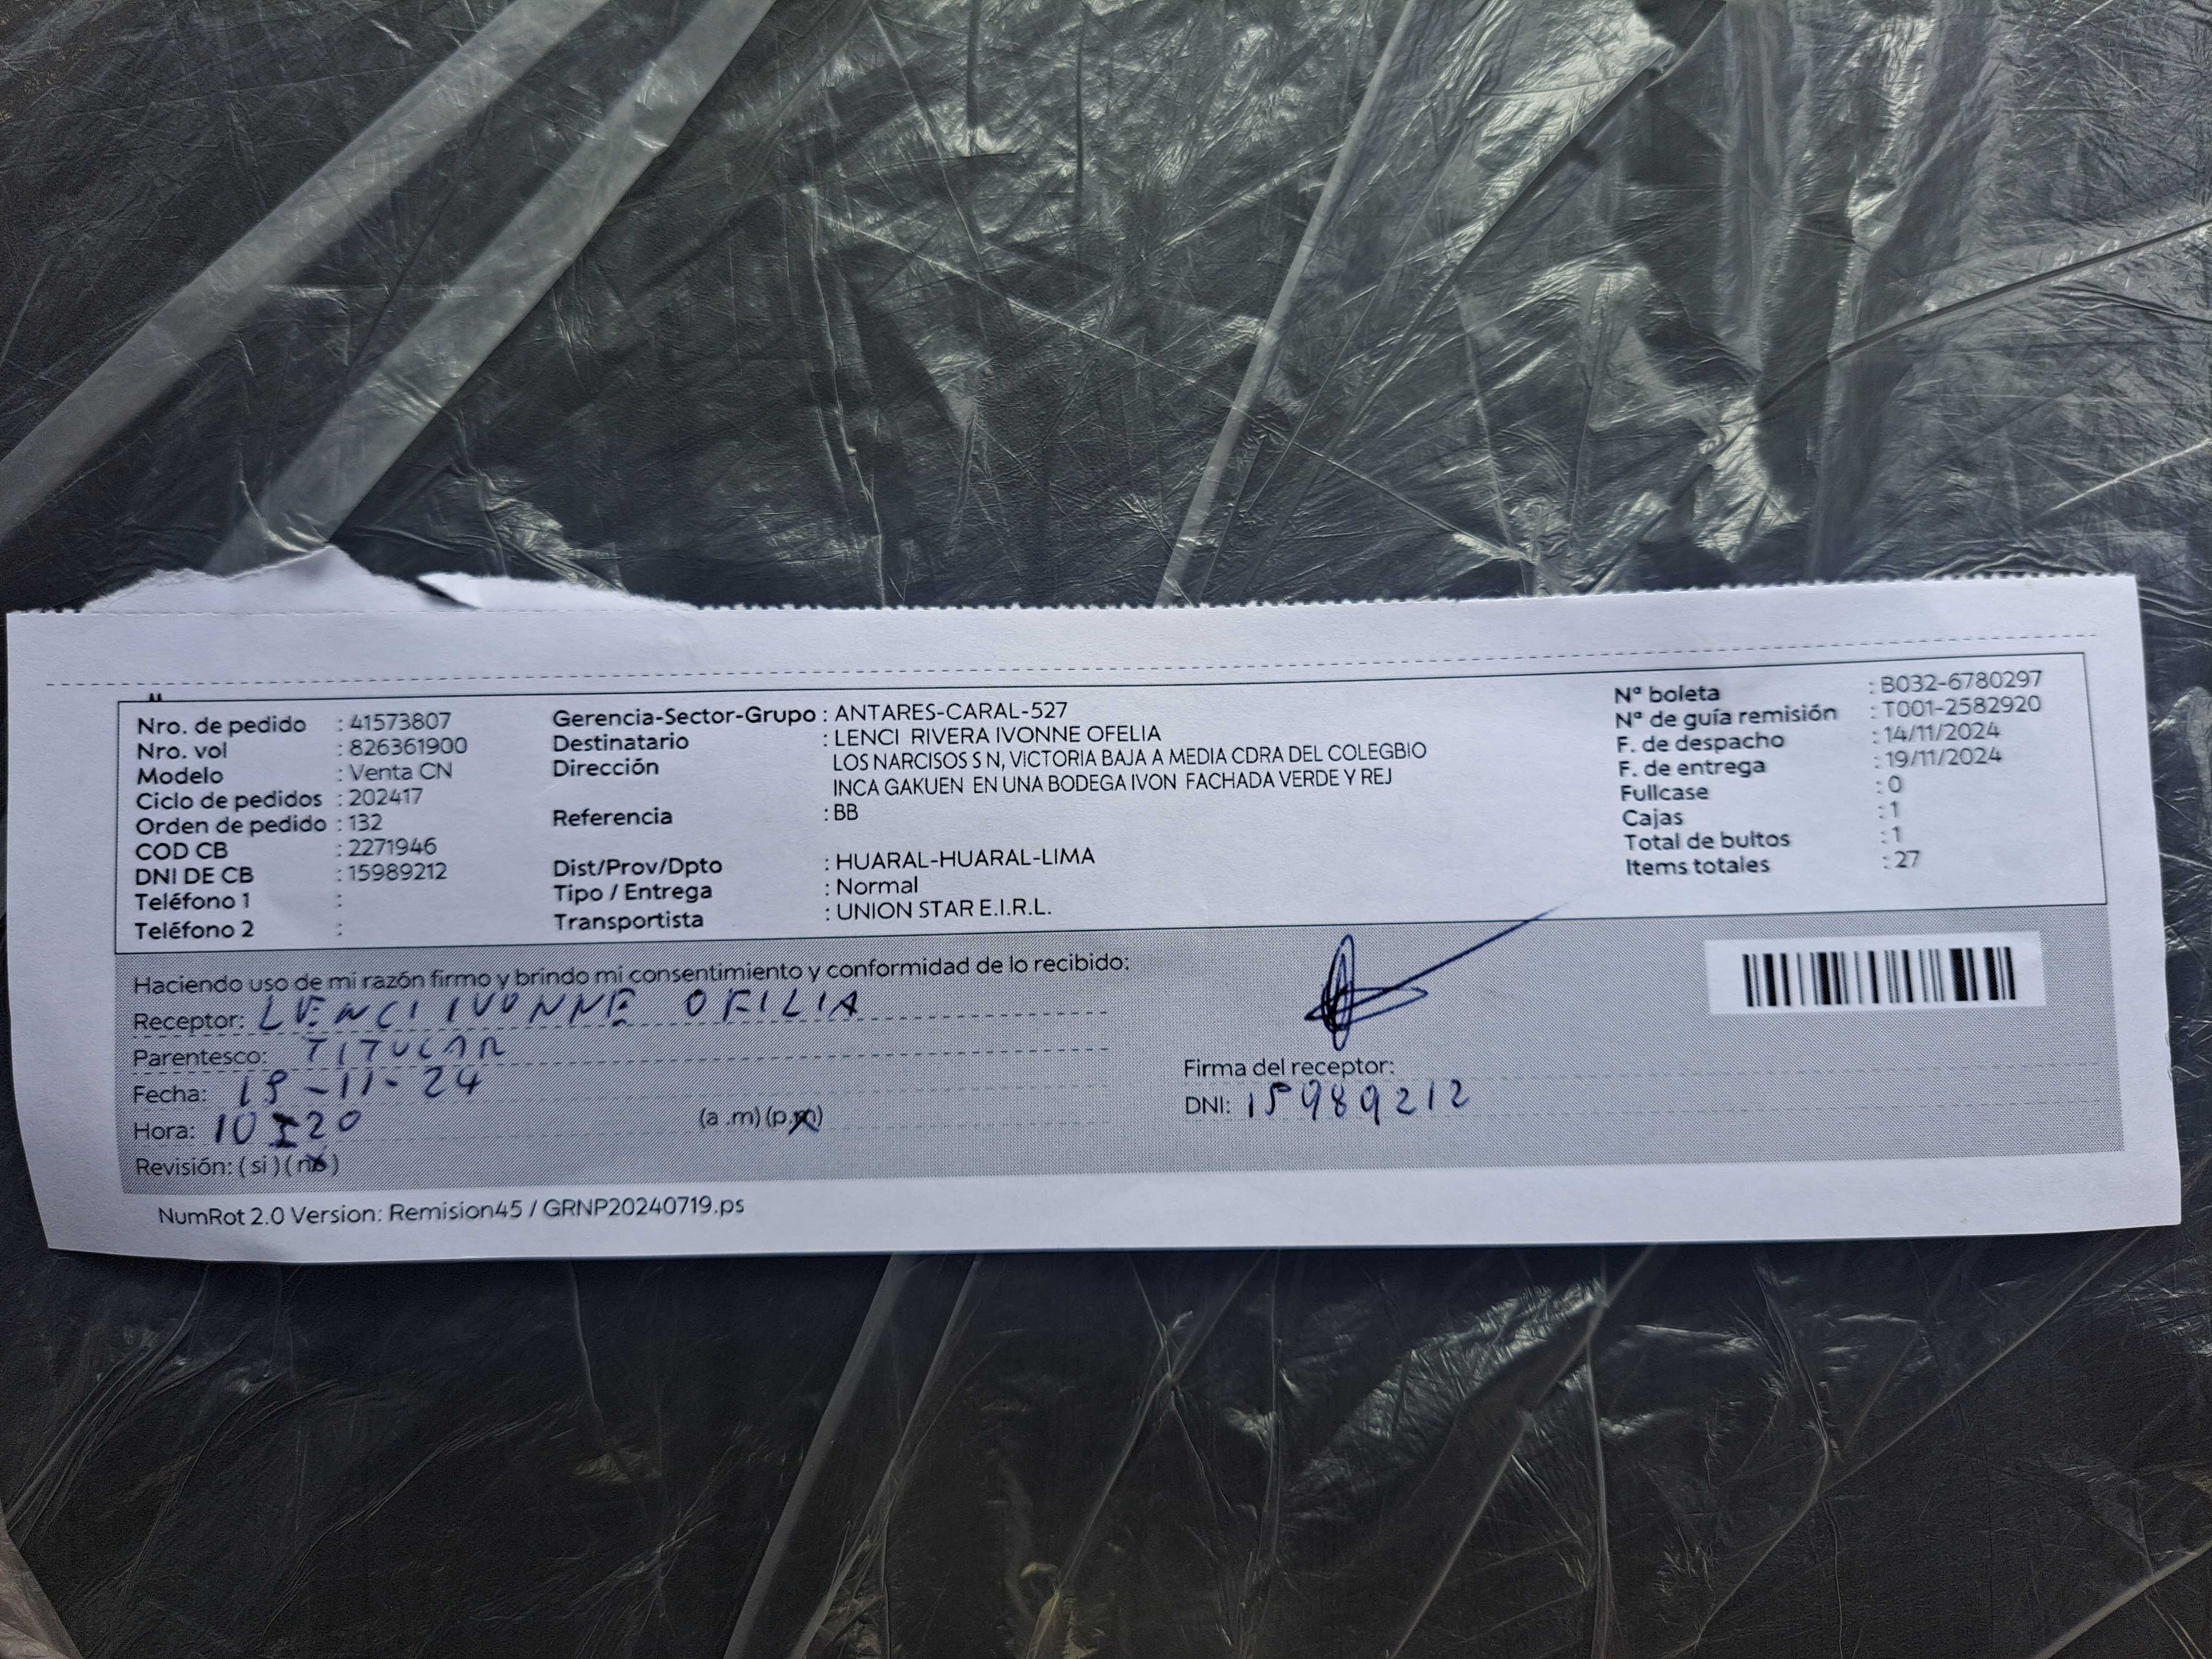 Nro. de pedido : 41573807
Nro. vol : 826361900
Modelo : Venta CN
Ciclo de pedidos : 202417
Orden de pedido : 132
COD CB : 2271946
DNI DE CB : 15989212
Teléfono 1 :
Teléfono 2 :
Gerencia-Sector-Grupo : ANTARES-CARAL-527
Destinatario : LENCI RIVERA IVONNE OFELIA
Dirección LOS NARCISOS S N, VICTORIA BAJA A MEDIA CDRA DEL COLEGBIO
INCA GAKUEN EN UNA BODEGA IVON FACHADA VERDE Y REJ
Referencia : BB
Dist/Prov/Dpto : HUARAL-HUARAL-LIMA
Tipo / Entrega : Normal
Transportista : UNION STAR E.I.R.L.
Nª boleta : B032-6780297
Nª de guía remisión : T001-2582920
F. de despacho : 14/11/2024
F. de entrega : 19/11/2024
Fullcase : 0
Cajas : 1
Total de bultos : 1
Items totales : 27
Haciendo uso de mi razón firmo y brindo mi consentimiento y conformidad de lo recibido:
Receptor: LENCI IVONNE OFILIA
Parentesco: TITULAR
Fecha: 19-11-24
Hora: 10:20 (a .m) (p.m)
Revisión: ( si ) ( no )
Firma del receptor:
DNI: 15989212
NumRot 2.0 Version: Remision45 / GRNP20240719.ps